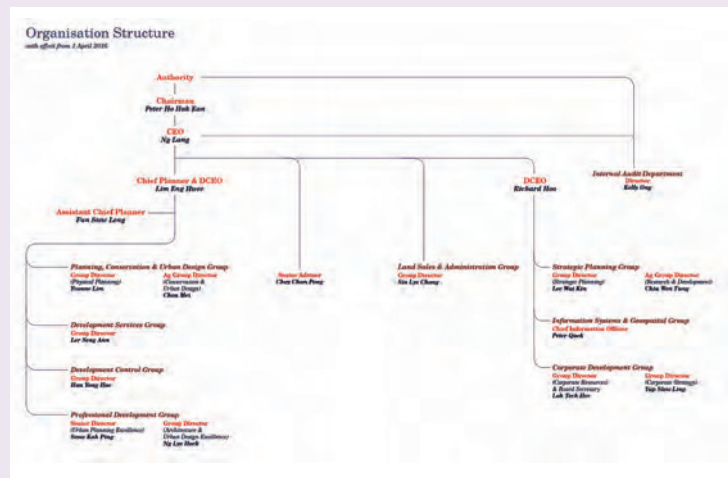 Organisation Structure
with effect from 1 April 2016
Authority
Chairman
Peter Ho Hak Ean
CEO
Ng Lang
Internal Audit Department
Director
Kelly Ong
Chief Planner & DCEO
Lim Eng Hwee
DCEO
Richard Hoo
Assistant Chief Planner
Fun Siew Leng
Planning, Conservation & Urban Design Group
Group Director
(Physical Planning)
Yvonne Lim
Ag Group Director
(Conservation &
Urban Design)
Chou Mei
Senior Adviser
Choy Chan Pong
Land Sales & Administration Group
Group Director
Sin Lye Chong
Strategic Planning Group
Group Director
(Strategic Planning)
Lee Wai Kin
Ag Group Director
(Research & Development)
Chiu Wen Tung
Development Services Group
Group Director
Ler Seng Ann
Information Systems & Geospatial Group
Chief Information Officer
Peter Quek
Development Control Group
Group Director
Han Yong Hoe
Corporate Development Group
Group Director
(Corporate Resources)
& Board Secretary
Loh Teck Hee
Group Director
(Corporate Strategy)
Yap Siew Ling
Professional Development Group
Senior Director
(Urban Planning Excellence)
Seow Kah Ping
Group Director
(Architecture &
Urban Design Excellence)
Ng Lye Hock